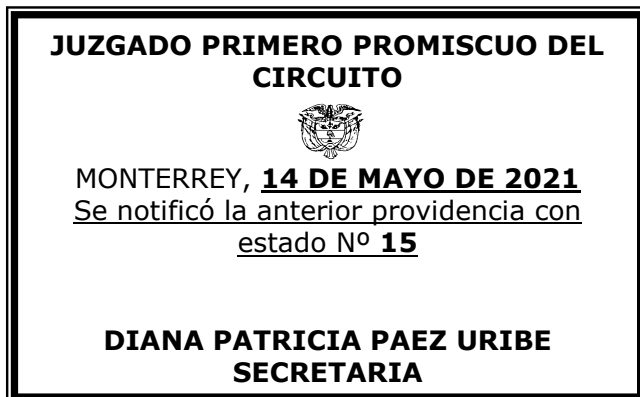 JUZGADO PRIMERO PROMISCUO DEL
CIRCUITO
MONTERREY, 14 DE MAYO DE 2021
Se notificó la anterior providencia con
estado Nº 15
DIANA PATRICIA PAEZ URIBE
SECRETARIA